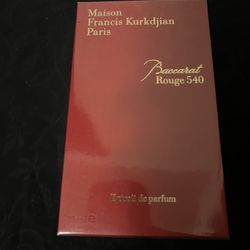 Maison
Francis Kurkdjian
Paris
Baccarat
Rouge 540
Extrait de parfum